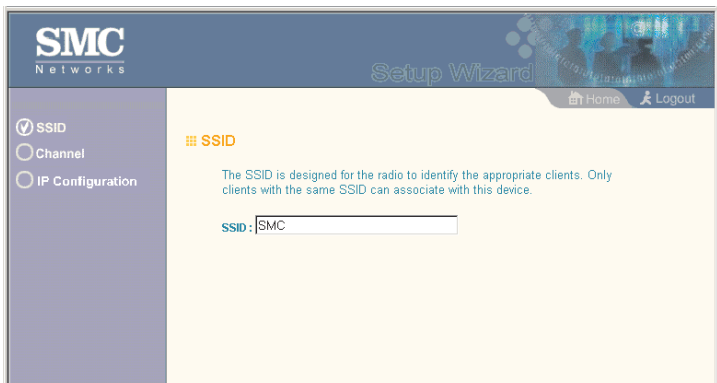 SMC
Networks
Setup Wizard
Home
Logout
SSID
Channel
IP Configuration
SSID
The SSID is designed for the radio to identify the appropriate clients. Only
clients with the same SSID can associate with this device.
SSID : SMC